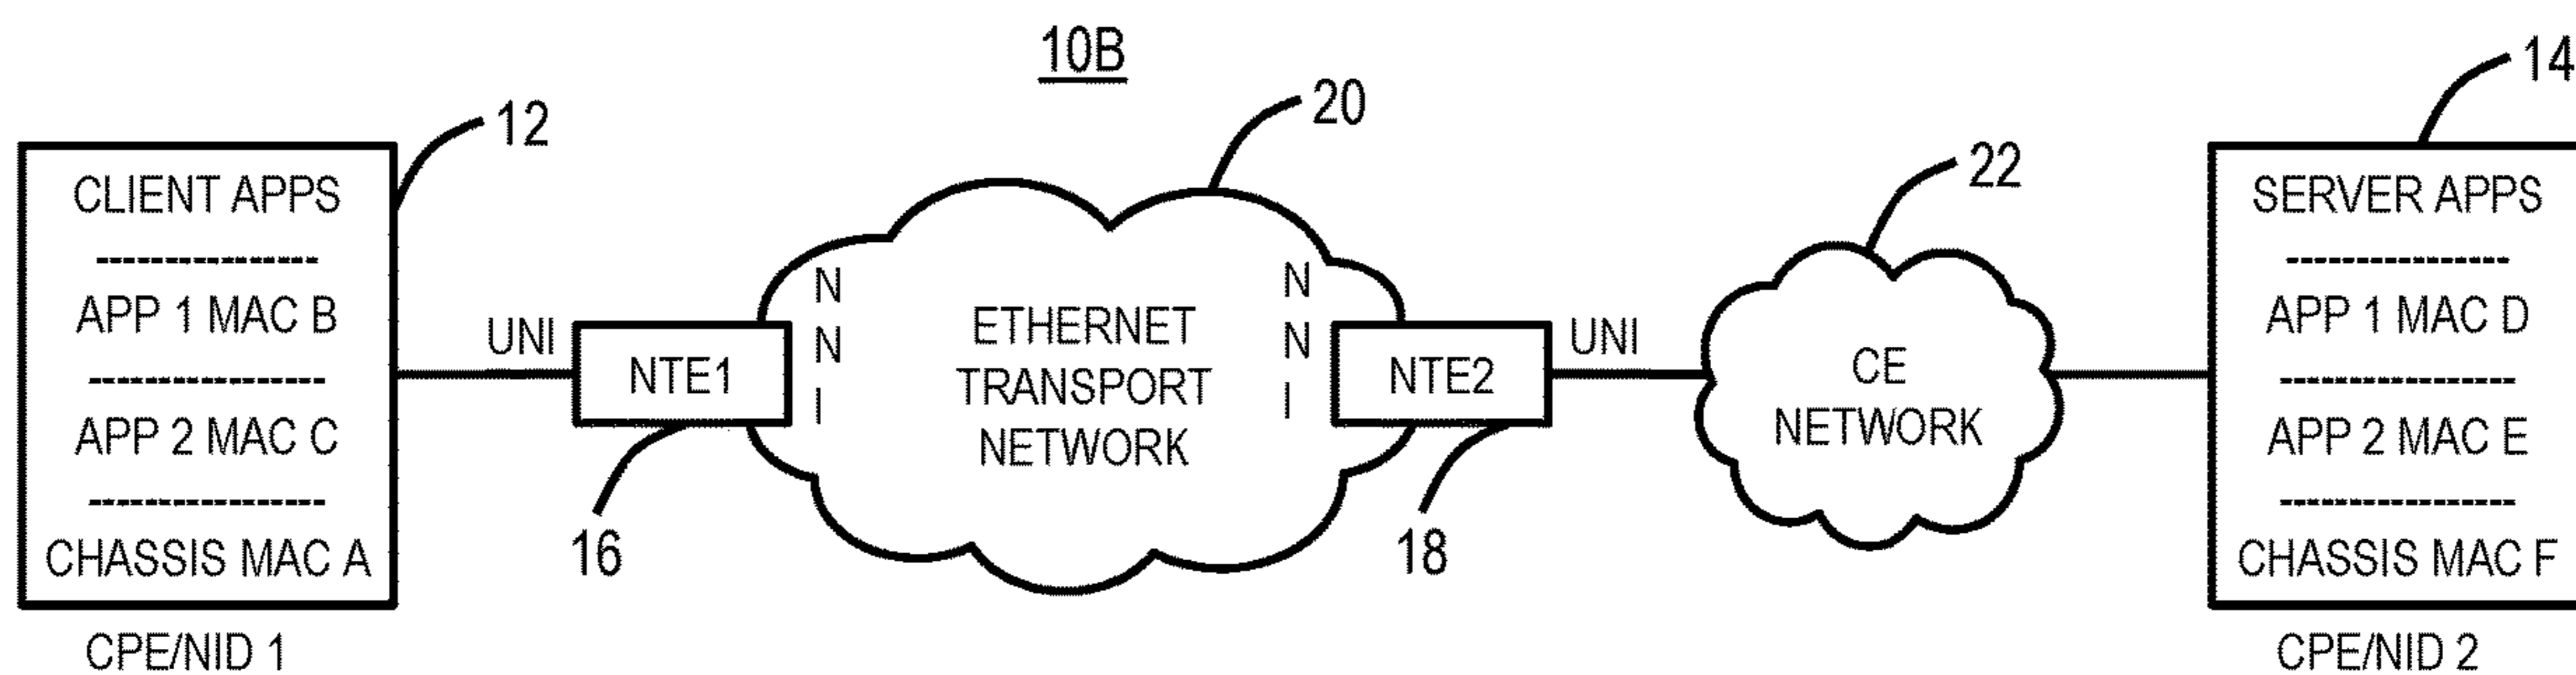 10B
12
CLIENT APPS
APP 1 MAC B
APP 2 MAC C
CHASSIS MAC A
CPE/NID 1
UNI
NTE1
16
NNI
20
ETHERNET
TRANSPORT
NETWORK
NNI
NTE2
18
UNI
22
CE
NETWORK
14
SERVER APPS
APP 1 MAC D
APP 2 MAC E
CHASSIS MAC F
CPE/NID 2